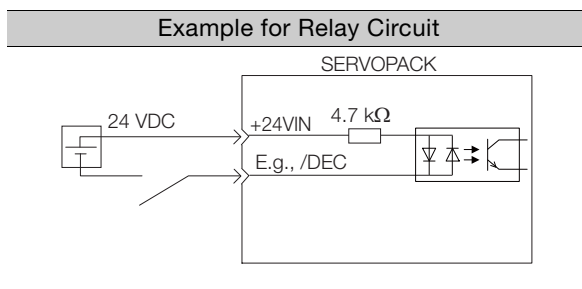 Example for Relay Circuit
SERVOPACK
24 VDC
+24VIN
4.7 kΩ
E.g., /DEC